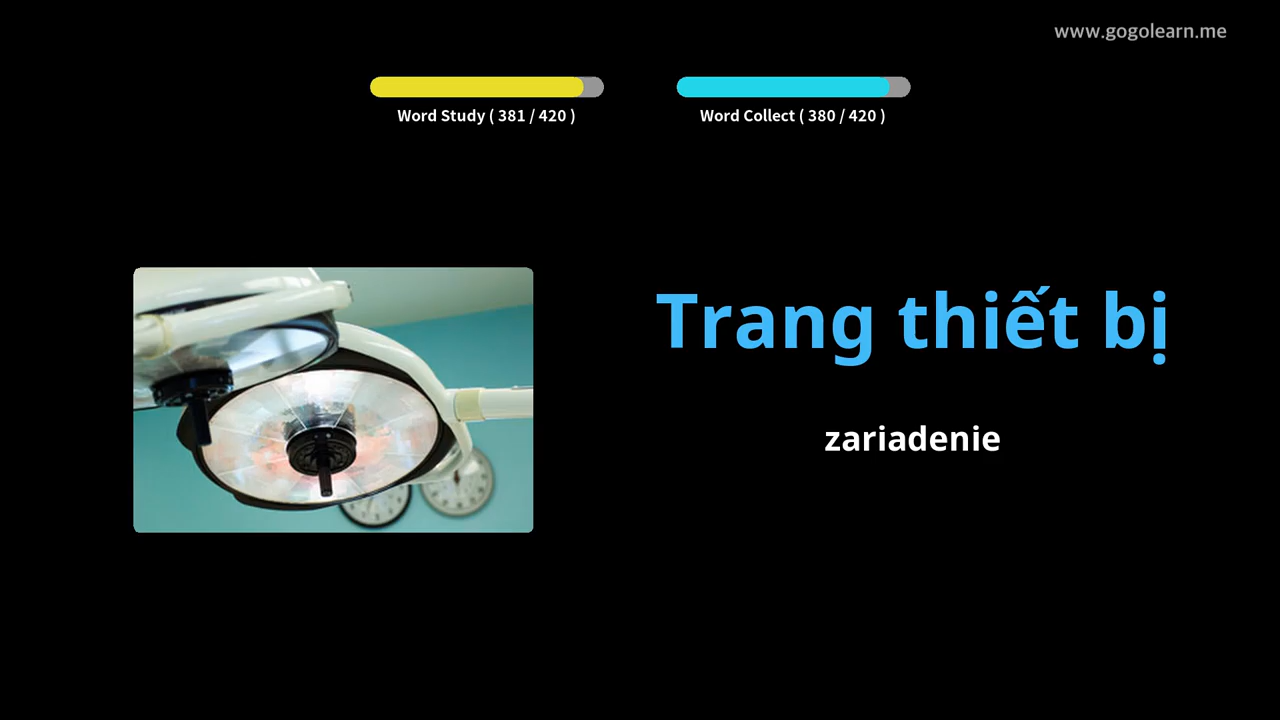 www.gogolearn.me
Word Study ( 381 / 420 )
Word Collect ( 380 / 420 )
Trang thiết bị
zariadenie